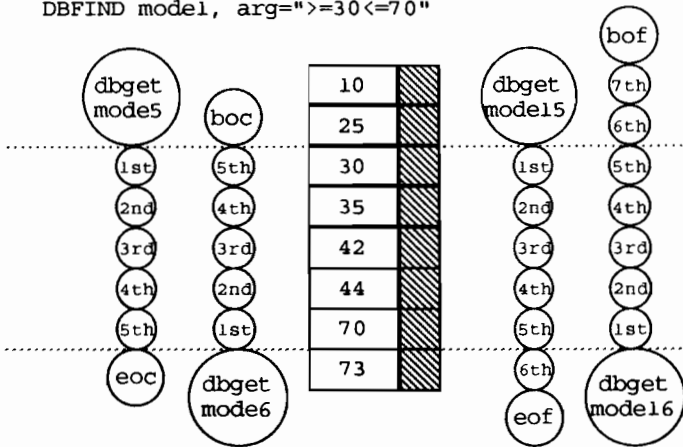 DBFIND mode1, arg=">=30<=70"
bof
dbget
mode5
boc
10
25
dbget
mode15
7th
6th
1st
5th
30
1st
5th
2nd
4th
35
2nd
4th
3rd
3rd
42
3rd
3rd
4th
2nd
44
4th
2nd
5th
1st
70
5th
1st
eoc
dbget
mode6
73
6th
eof
dbget
mode16